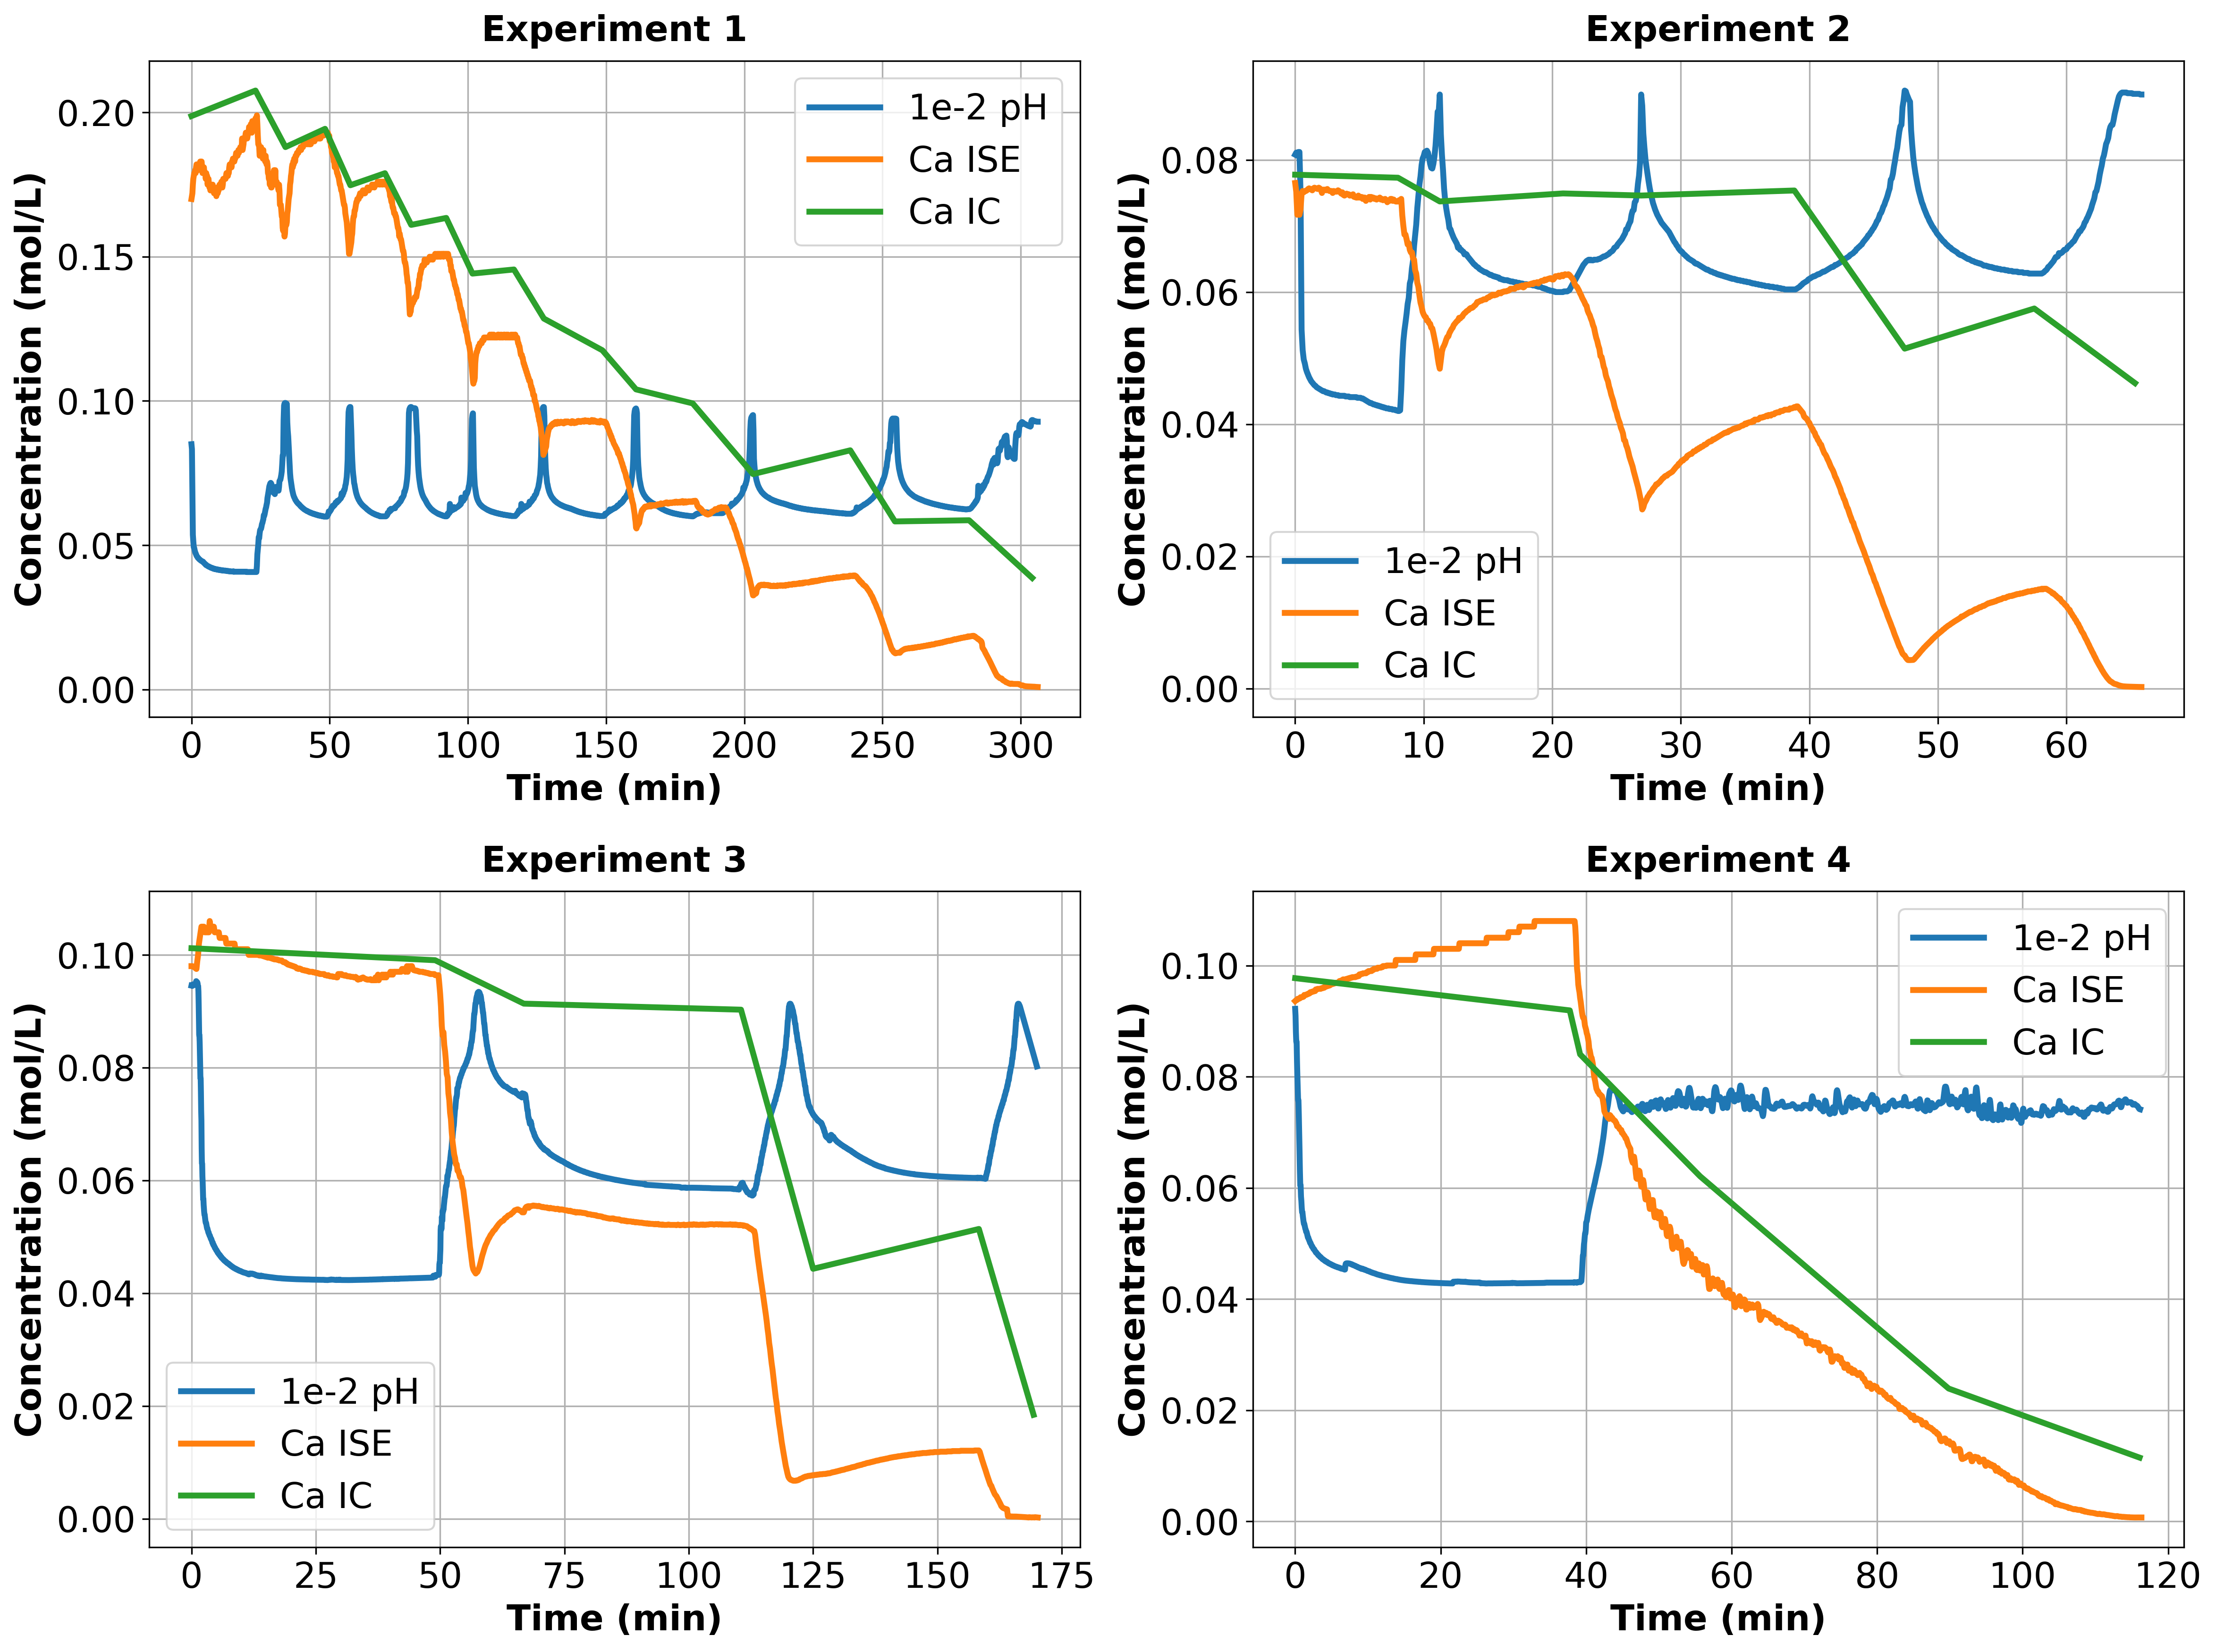 Experiment 1
Concentration (mol/L)
0.20
0.15
0.10
0.05
0.00
1e-2 pH
Ca ISE
Ca IC
0 50 100 150 200 250 300
Time (min)
Experiment 2
Concentration (mol/L)
0.08
0.06
0.04
0.02
0.00
1e-2 pH
Ca ISE
Ca IC
0 10 20 30 40 50 60
Time (min)
Experiment 3
Concentration (mol/L)
0.10
0.08
0.06
0.04
0.02
0.00
1e-2 pH
Ca ISE
Ca IC
0 25 50 75 100 125 150 175
Time (min)
Experiment 4
Concentration (mol/L)
0.10
0.08
0.06
0.04
0.02
0.00
1e-2 pH
Ca ISE
Ca IC
0 20 40 60 80 100 120
Time (min)